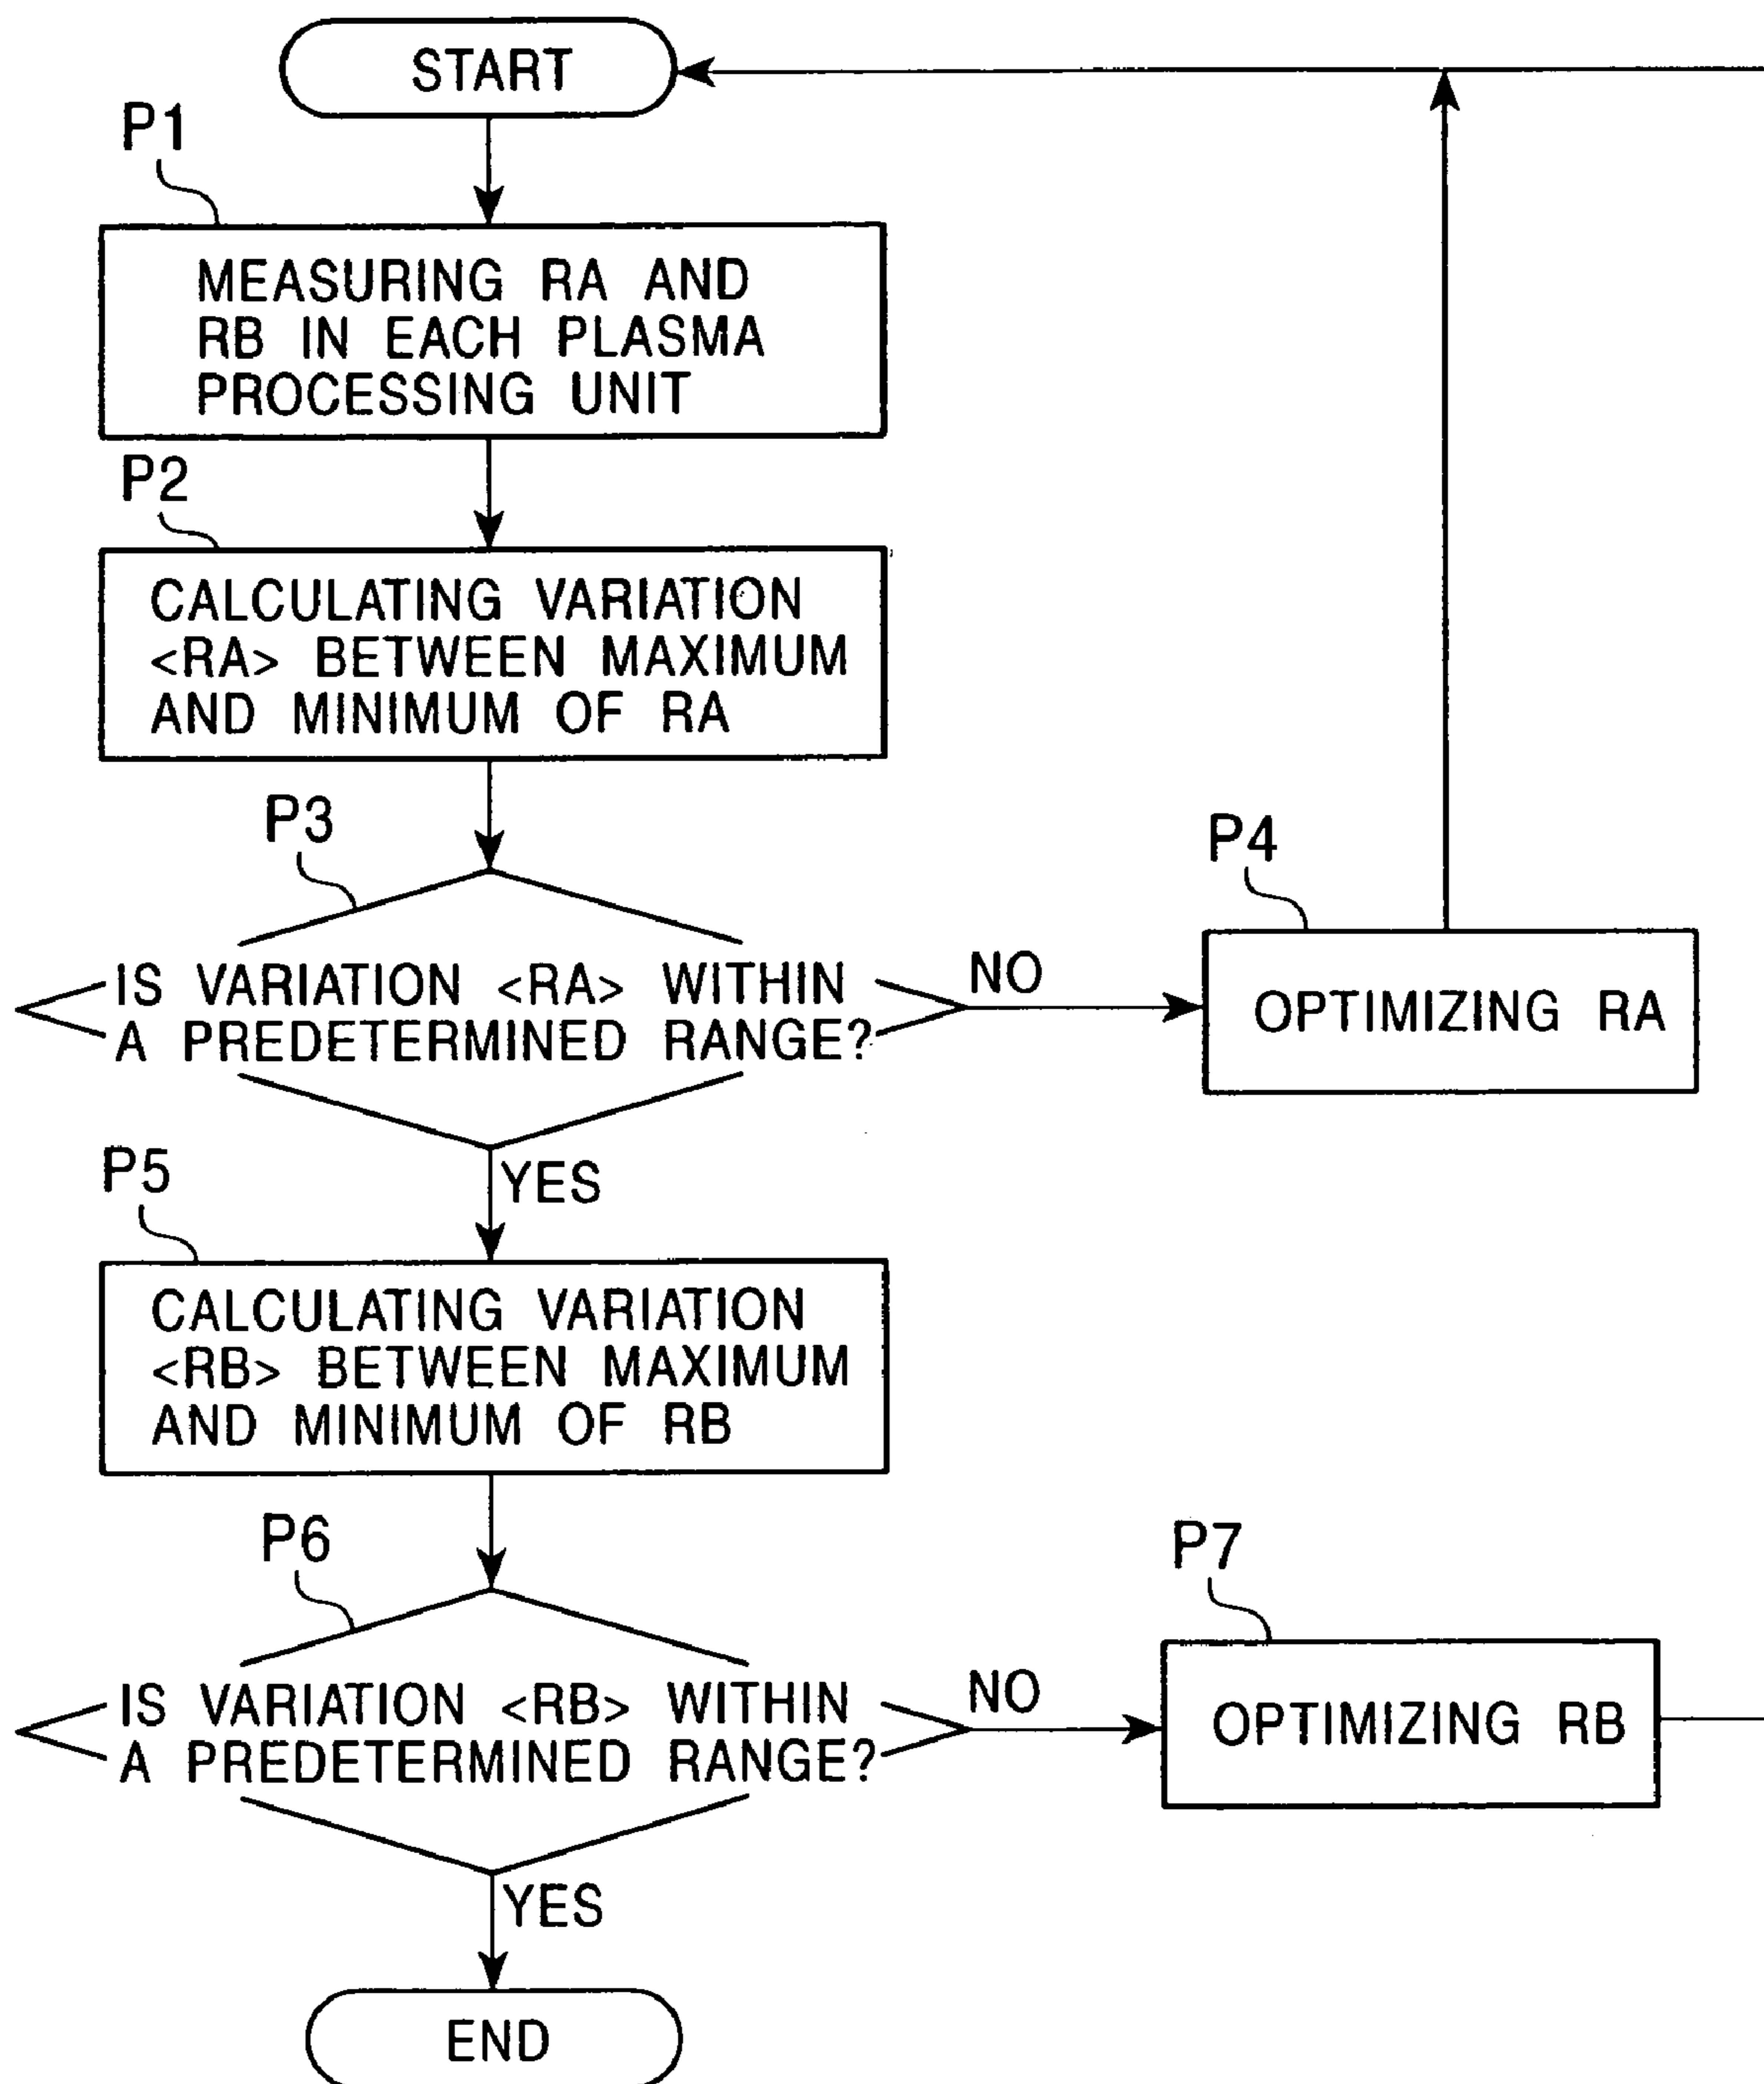 START
P1
MEASURING RA AND
RB IN EACH PLASMA
PROCESSING UNIT
P2
CALCULATING VARIATION
<RA> BETWEEN MAXIMUM
AND MINIMUM OF RA
P3
IS VARIATION <RA> WITHIN
A PREDETERMINED RANGE?
NO
P4
OPTIMIZING RA
YES
P5
CALCULATING VARIATION
<RB> BETWEEN MAXIMUM
AND MINIMUM OF RB
P6
IS VARIATION <RB> WITHIN
A PREDETERMINED RANGE?
NO
P7
OPTIMIZING RB
YES
END